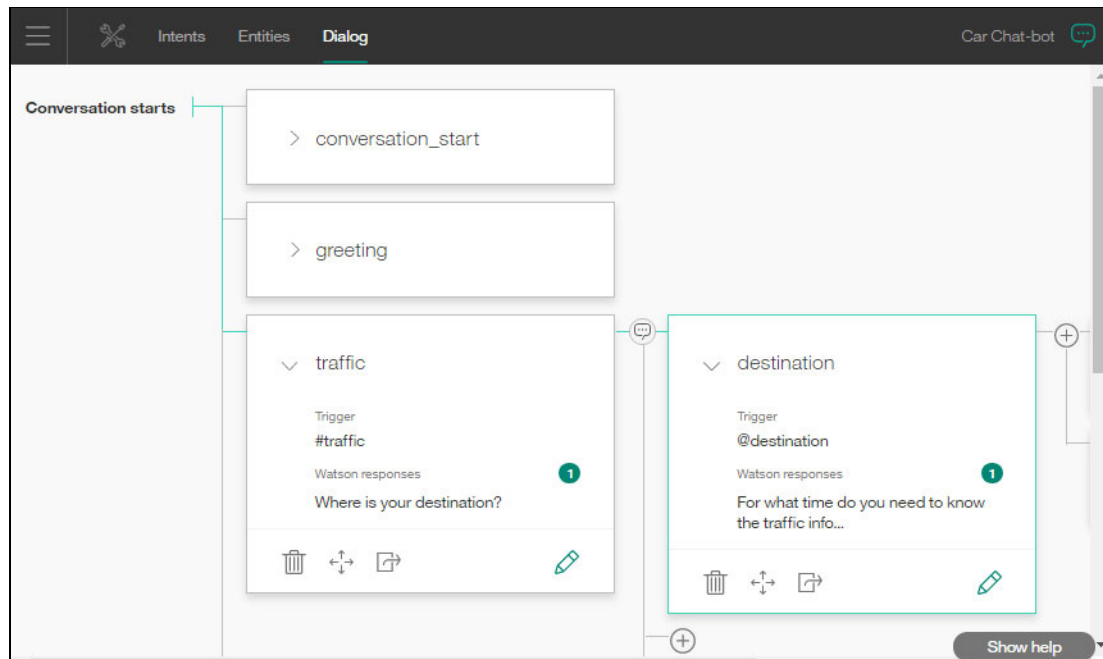 Intents Entities Dialog Car Chat-bot
Conversation starts
conversation_start
greeting
traffic
Trigger
#traffic
Watson responses 1
Where is your destination?
destination
Trigger
@destination
Watson responses 1
For what time do you need to know
the traffic info...
Show help